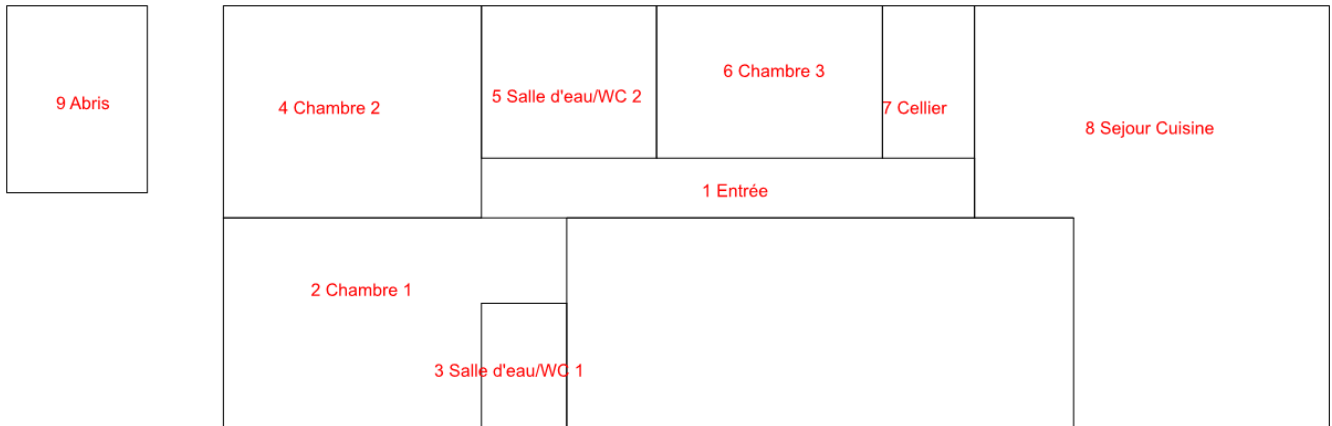 9 Abris
4 Chambre 2
5 Salle d'eau/WC 2
6 Chambre 3
7 Cellier
8 Sejour Cuisine
1 Entrée
2 Chambre 1
3 Salle d'eau/WC 1